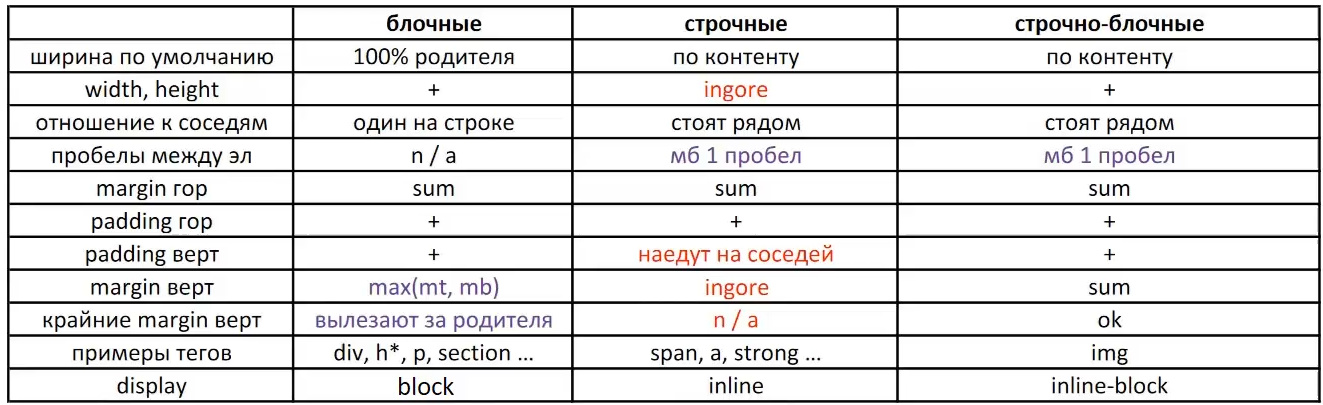 блочные строчные строчно-блочные
ширина по умолчанию 100% родителя по контенту по контенту
width, height + ingore +
отношение к соседям один на строке стоят рядом стоят рядом
пробелы между эл n / a мб 1 пробел мб 1 пробел
margin гор sum sum sum
padding гор + + +
padding верт + наедут на соседей +
margin верт max(mt, mb) ingore sum
крайние margin верт вылезают за родителя n / a ok
примеры тегов div, h*, p, section ... span, a, strong ... img
display block inline inline-block